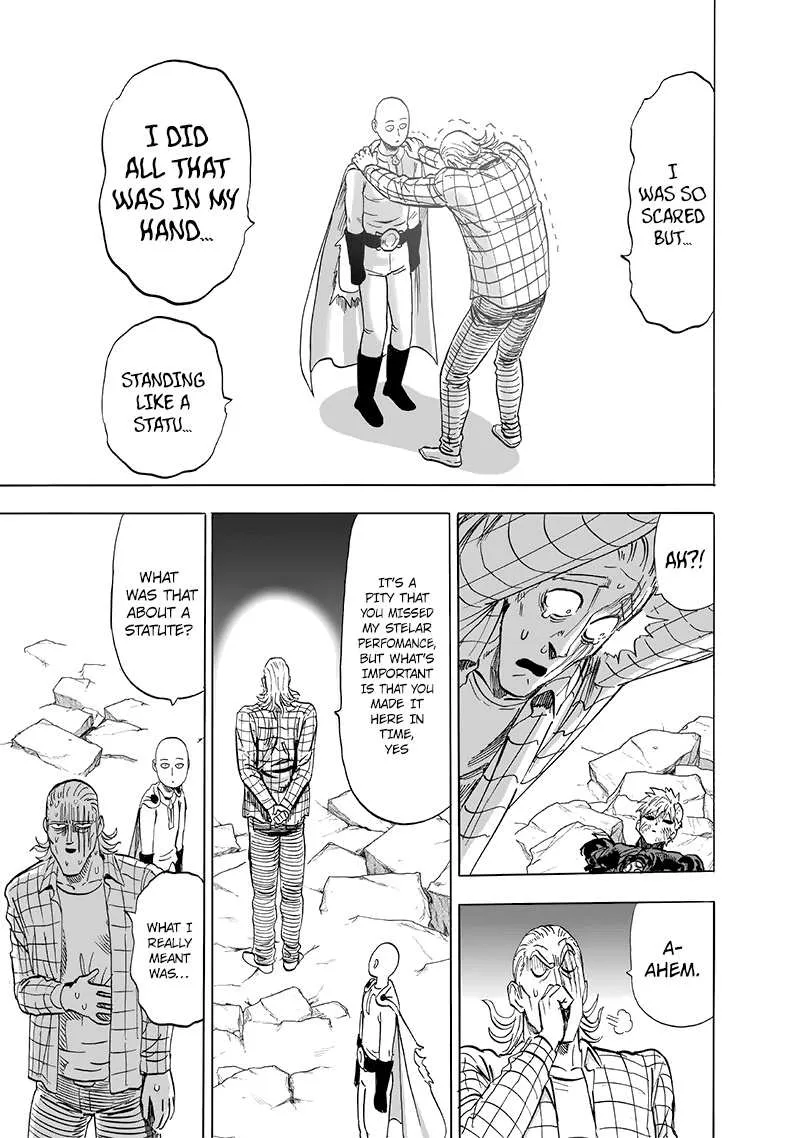 I
WAS SO
SCARED
BUT...
I DID
ALL THAT
WAS IN MY
HAND...
STANDING
LIKE A
STATU...
AH?!
A-
AHEM.
IT'S A
PITY THAT
YOU MISSED
MY STELAR
PERFOMANCE,
BUT WHAT'S
IMPORTANT
IS THAT YOU
MADE IT
HERE IN
TIME,
YES
WHAT
WAS THAT
ABOUT A
STATUTE?
WHAT I
REALLY
MEANT
WAS...